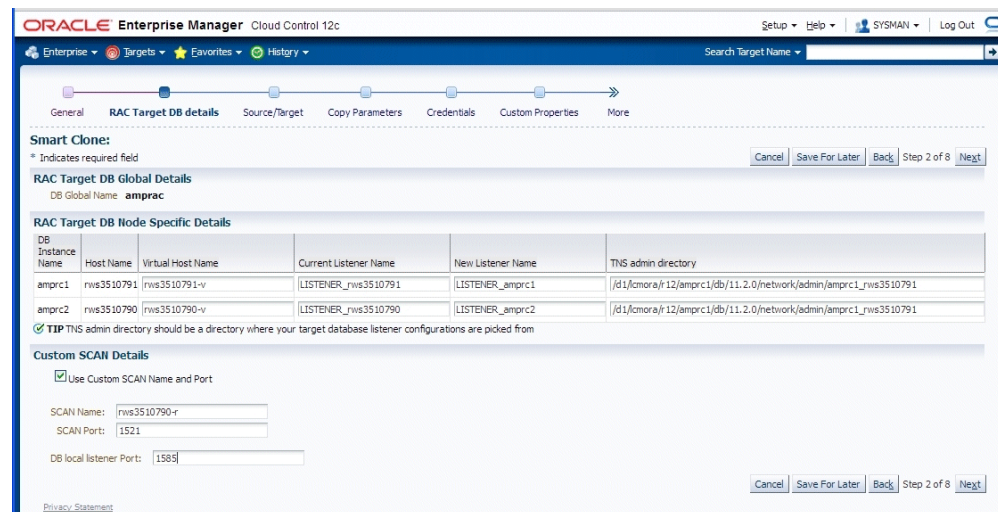 ORACLE Enterprise Manager Cloud Control 12c
Setup Help SYSMAN Log Out
Enterprise Targets Favorites History
Search Target Name
General RAC Target DB details Source/Target Copy Parameters Credentials Custom Properties More
Smart Clone:
* Indicates required field
Cancel Save For Later Back Step 2 of 8 Next
RAC Target DB Global Details
DB Global Name amprac
RAC Target DB Node Specific Details
DB Instance Name Host Name Virtual Host Name Current Listener Name New Listener Name TNS admin directory
amprc1 rws3510791 rws3510791-v LISTENER_rws3510791 LISTENER_amprc1 /d1/lcmora/r12/amprc1/db/11.2.0/network/admin/amprc1_rws3510791
amprc2 rws3510790 rws3510790-v LISTENER_rws3510790 LISTENER_amprc2 /d1/lcmora/r12/amprc1/db/11.2.0/network/admin/amprc1_rws3510791
TIP TNS admin directory should be a directory where your target database listener configurations are picked from
Custom SCAN Details
Use Custom SCAN Name and Port
SCAN Name: rws3510790-r
SCAN Port: 1521
DB local listener Port: 1585
Cancel Save For Later Back Step 2 of 8 Next
Privacy Statement